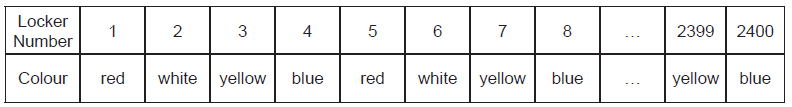 Locker Number 1 2 3 4 5 6 7 8 ... 2399 2400
Colour red white yellow blue red white yellow blue ... yellow blue